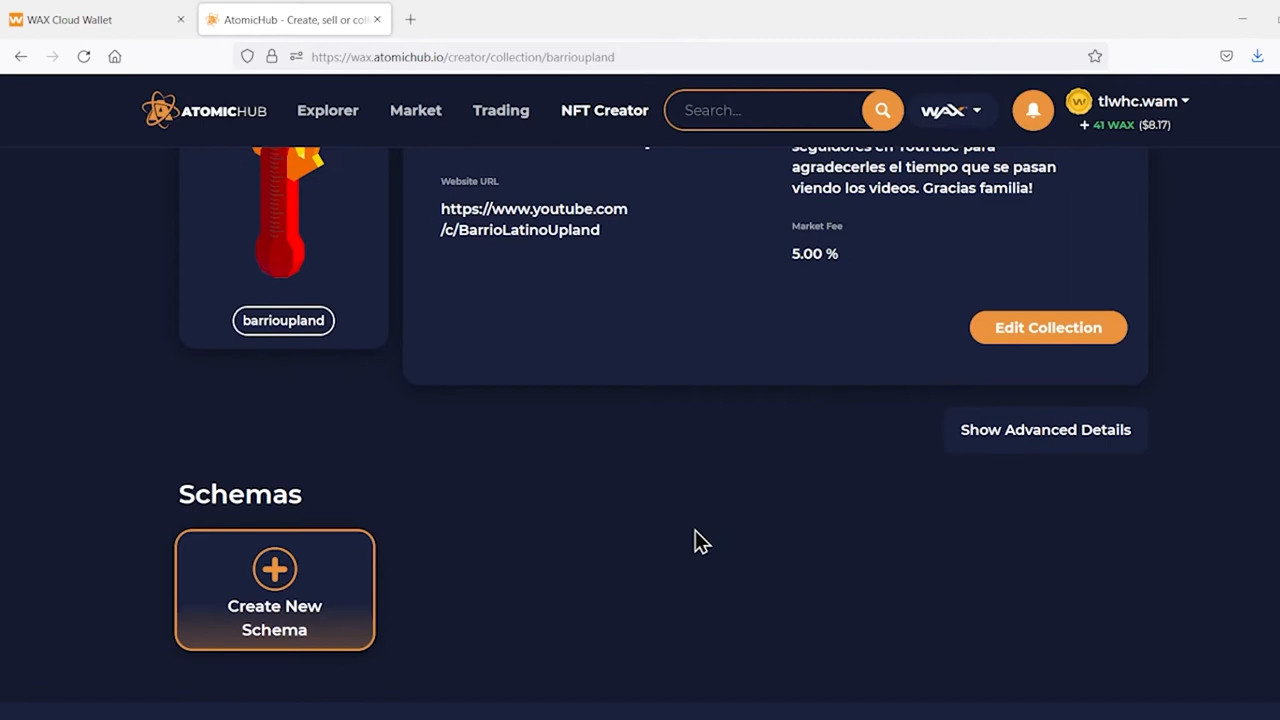 WAX Cloud Wallet
AtomicHub - Create, sell or coll
https://wax.atomichub.io/creator/collection/barrioupland
ATOMICHUB
Explorer
Market
Trading
NFT Creator
Search...
WAX
tlwhc.wam
+ 41 WAX ($8.17)
seguidores en YouTube para
agradecerles el tiempo que se pasan
viendo los videos. Gracias familia!
Website URL
https://www.youtube.com
/c/BarrioLatinoUpland
Market Fee
5.00 %
barrioupland
Edit Collection
Show Advanced Details
Schemas
Create New
Schema